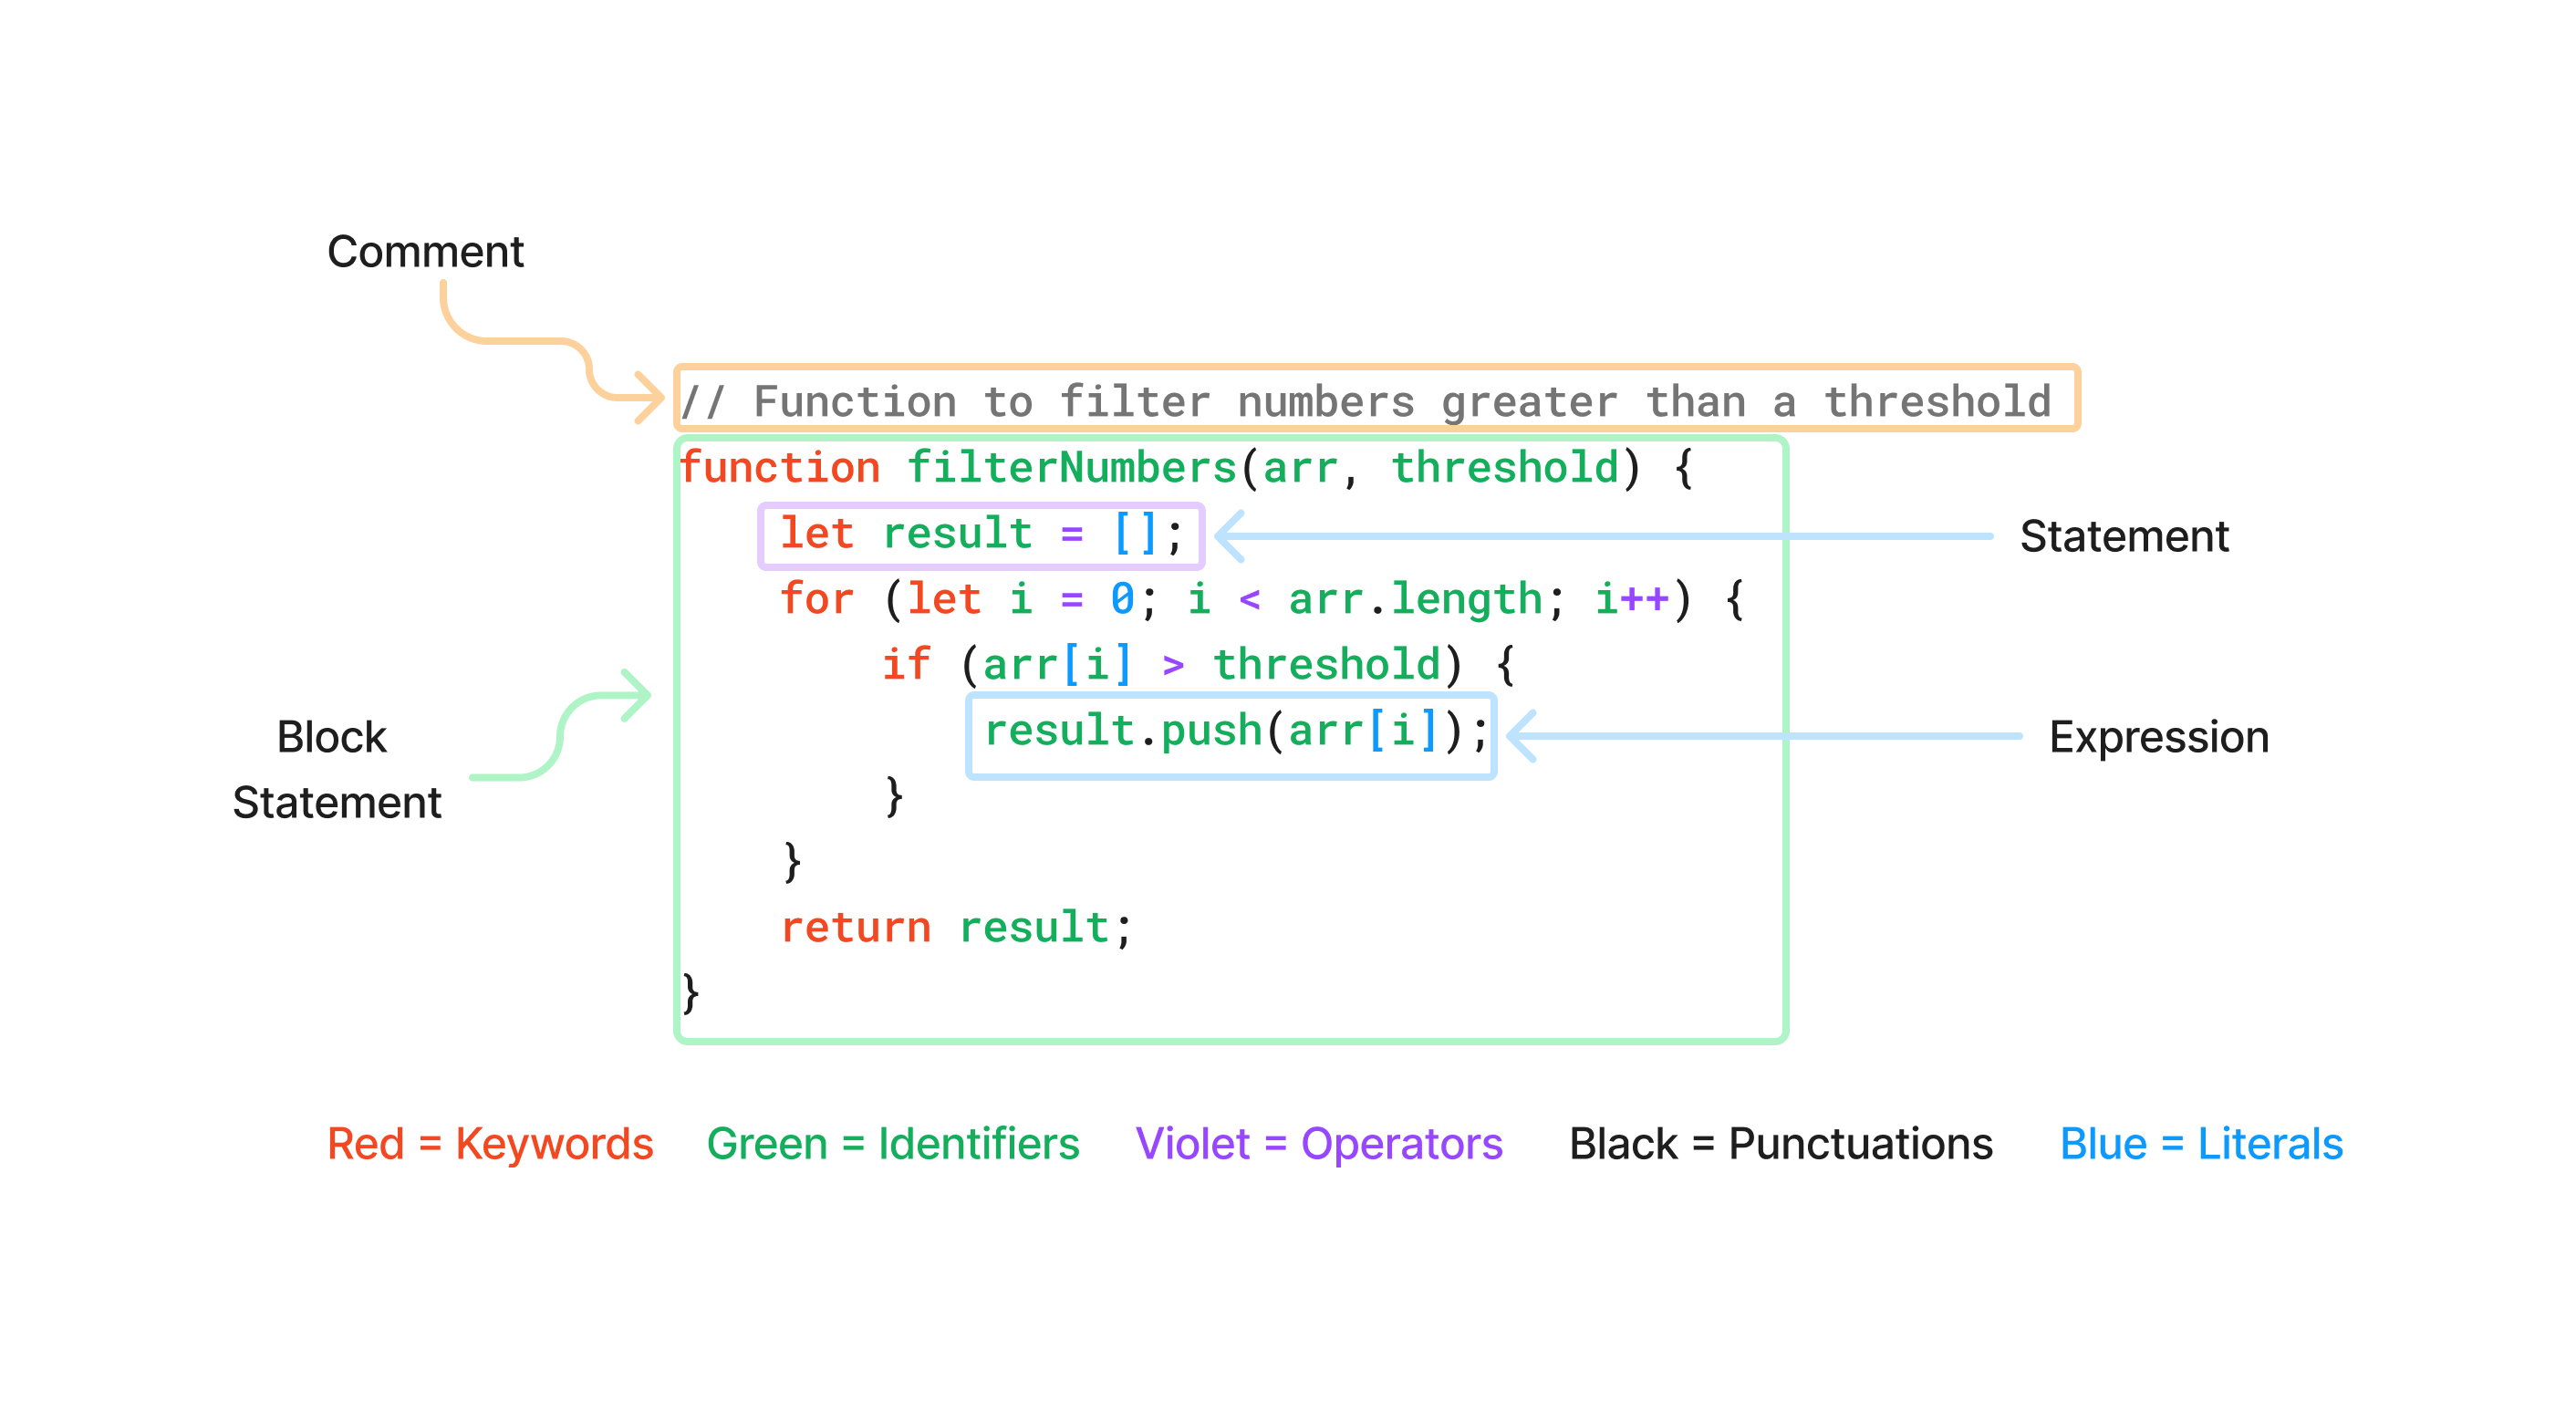 Comment
// Function to filter numbers greater than a threshold
function filterNumbers(arr, threshold) {
let result = [];
Statement
for (let i = 0; i < arr.length; i++) {
if (arr[i] > threshold) {
result.push(arr[i]);
Expression
Block
Statement
}
}
return result;
}
Red = Keywords
Green = Identifiers
Violet = Operators
Black = Punctuations
Blue = Literals